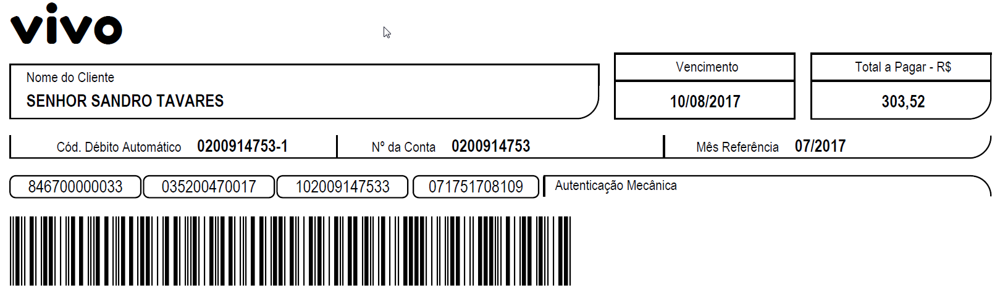 vivo
Nome do Cliente
SENHOR SANDRO TAVARES
Vencimento
10/08/2017
Total a Pagar - R$
303,52
Cód. Débito Automático 0200914753-1
Nº da Conta 0200914753
Mês Referência 07/2017
846700000033 035200470017 102009147533 071751708109
Autenticação Mecânica